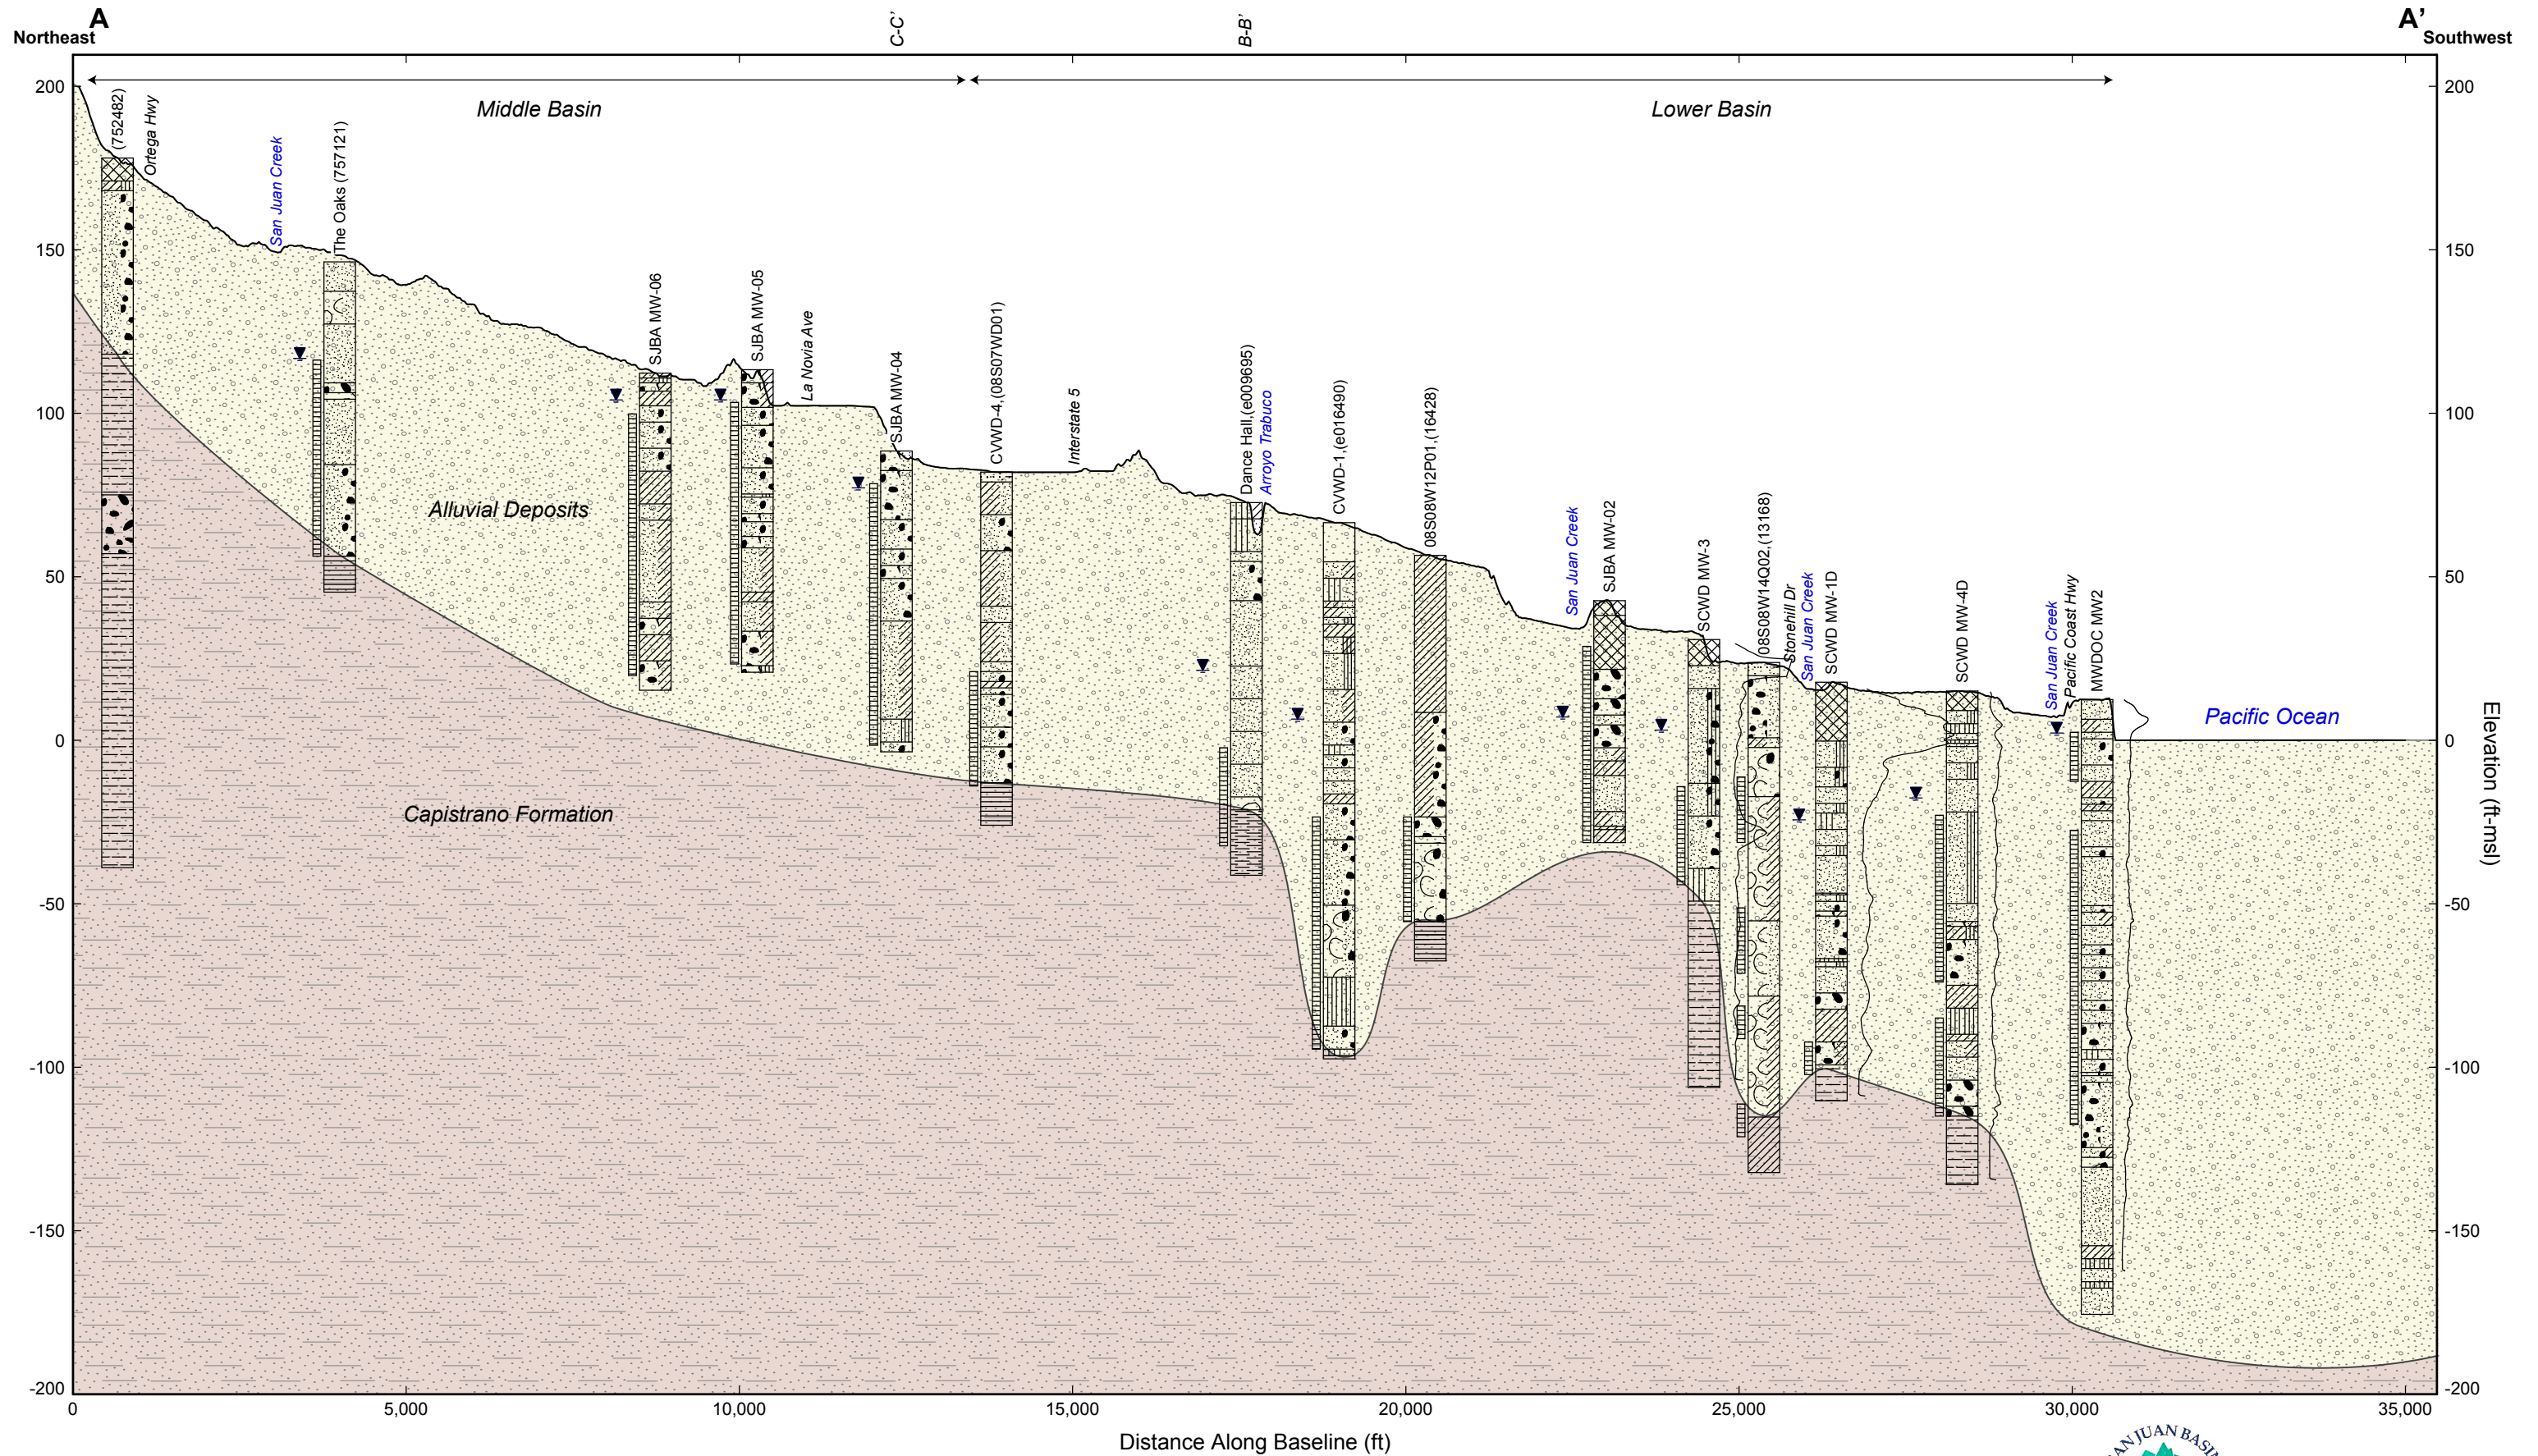 A
A’
Northeast
Southwest
C-C’
B-B’
Middle Basin
Lower Basin
(752482)
Ortega Hwy
San Juan Creek
The Oaks (757121)
SJBA MW-06
SJBA MW-05
La Novia Ave
SJBA MW-04
CVWD-4,(08S07WD01)
Interstate 5
Dance Hall,(e009695)
Arroyo Trabuco
CVWD-1,(e016490)
08S08W12P01,(16428)
San Juan Creek
SJBA MW-02
SCWD MW-3
08S08W14Q02,(13168)
Stonehill Dr
San Juan Creek
SCWD MW-1D
SCWD MW-4D
San Juan Creek
Pacific Coast Hwy
MWDOC MW2
Alluvial Deposits
Capistrano Formation
Pacific Ocean
200
150
100
50
0
-50
-100
-150
-200
200
150
100
50
0
-50
-100
-150
-200
Elevation (ft-msl)
0
5,000
10,000
15,000
20,000
25,000
30,000
35,000
Distance Along Baseline (ft)
JUAN